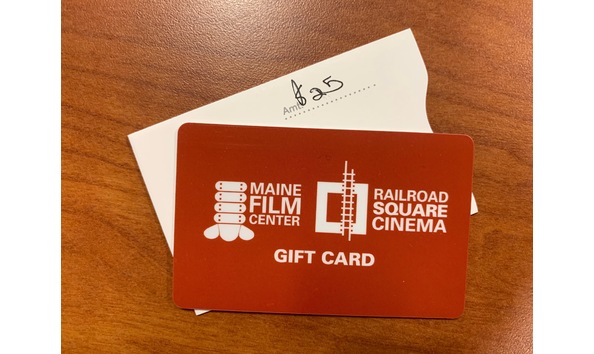 Amt $25
MAINE
FILM
CENTER
RAILROAD
SQUARE
CINEMA
GIFT CARD